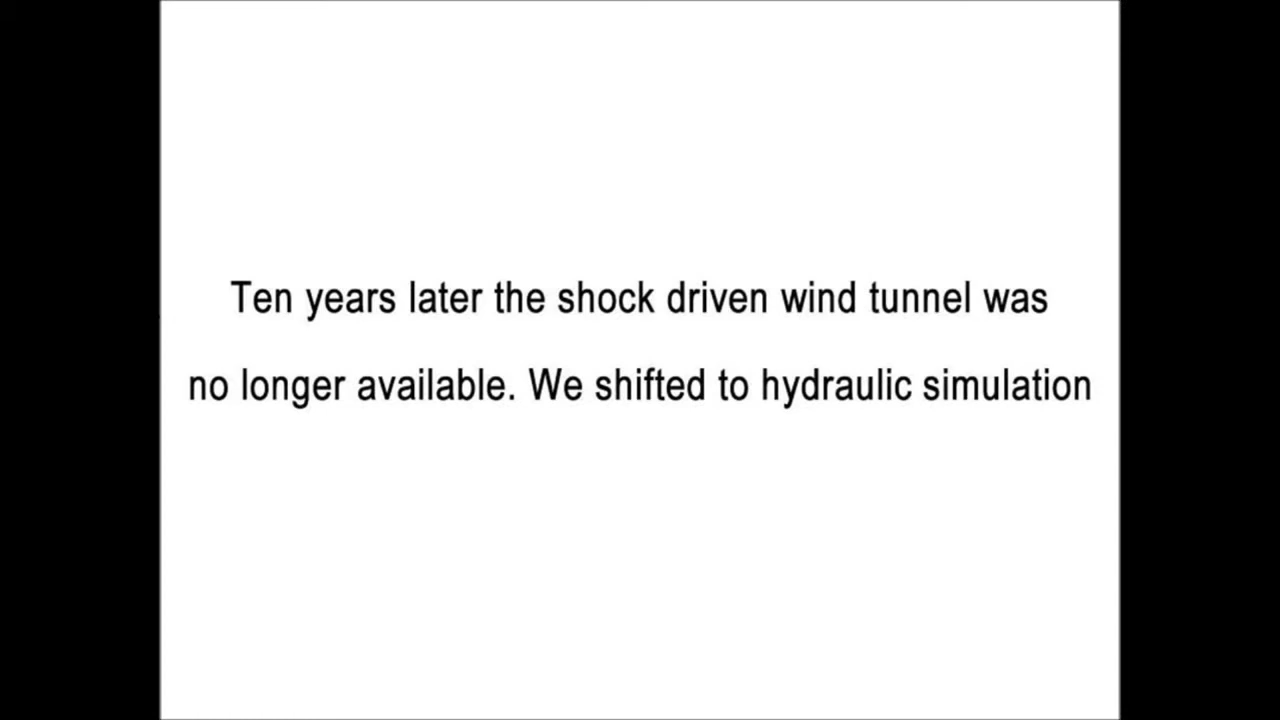 Ten years later the shock driven wind tunnel was
no longer available. We shifted to hydraulic simulation